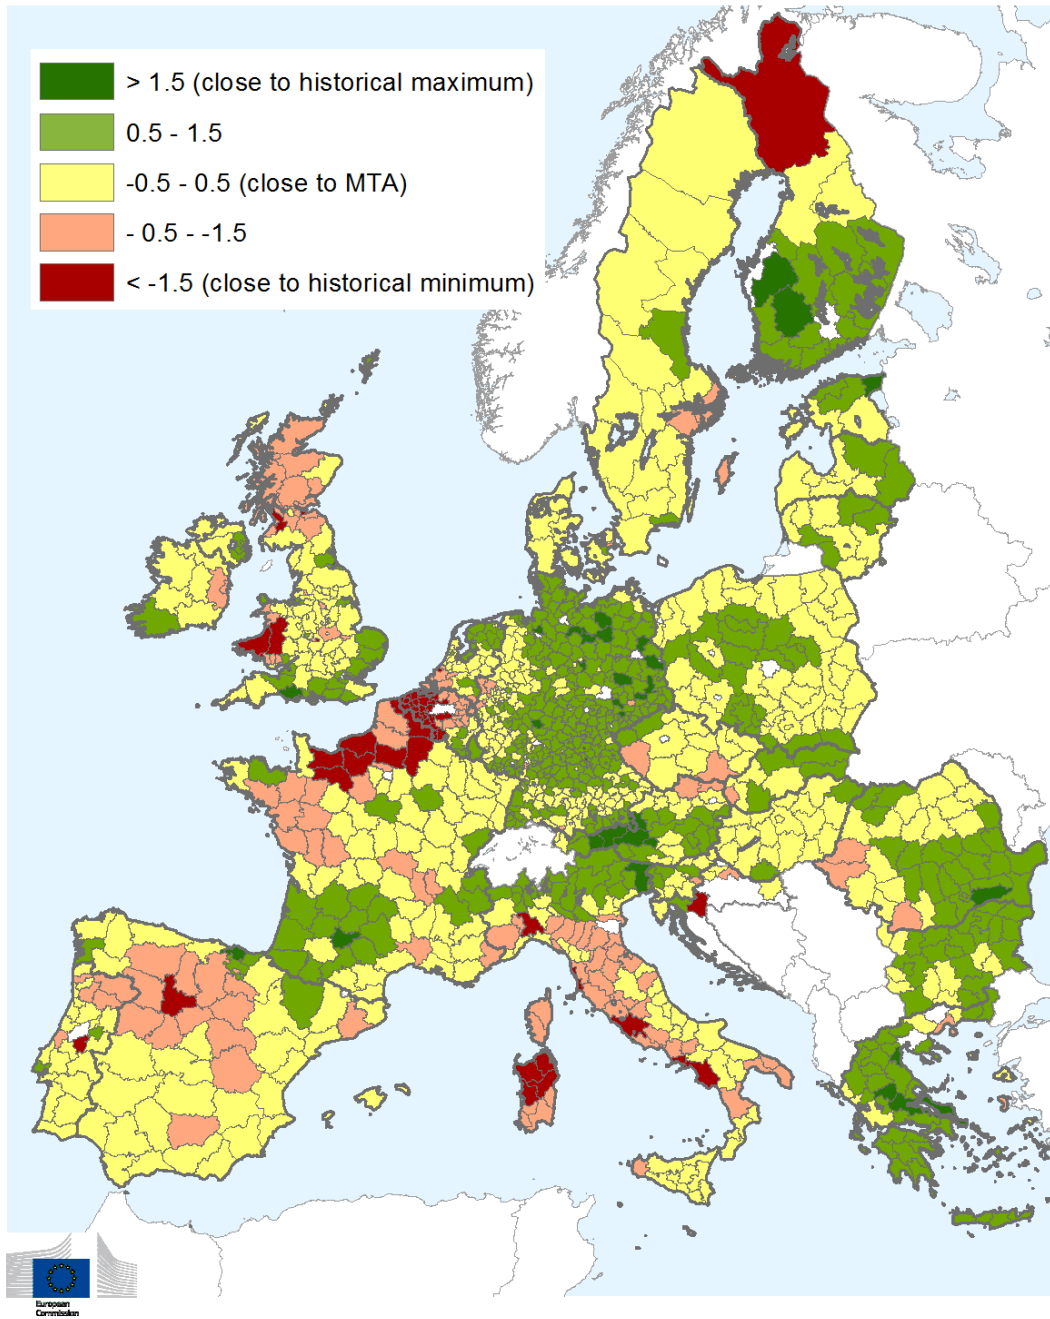 > 1.5 (close to historical maximum)
0.5 - 1.5
-0.5 - 0.5 (close to MTA)
- 0.5 - -1.5
< -1.5 (close to historical minimum)
European
Commission